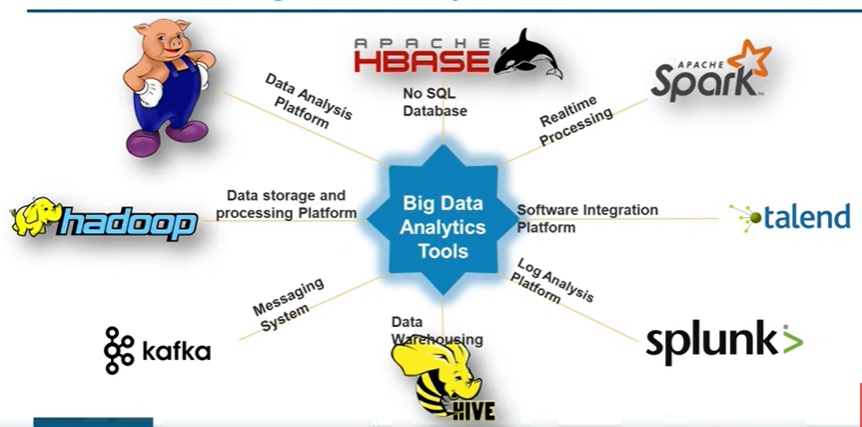 APACHE
HBASE
APACHE
Spark
Data Analysis
Platform
No SQL
Database
Realtime
Processing
hadoop
Data storage and
processing Platform
Big Data
Analytics
Tools
Software Integration
Platform
talend
Messaging
System
Log Analysis
Platform
kafka
Data
Warehousing
HIVE
splunk>